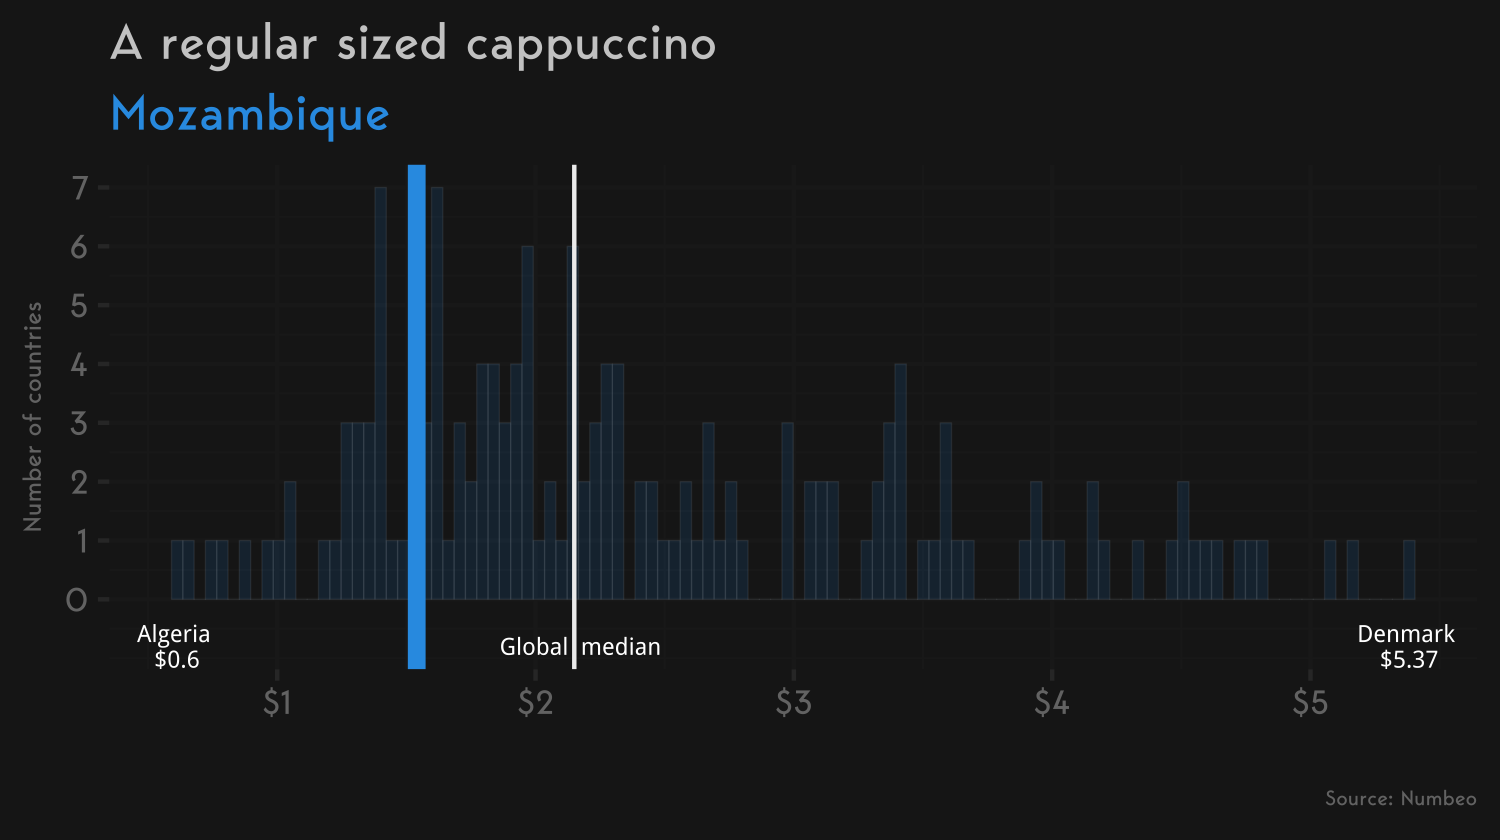 A regular sized cappuccino
Mozambique
Number of countries
7
6
5
4
3
2
1
0
Algeria
$0.6
Global median
Denmark
$5.37
$1 $2 $3 $4 $5
Source: Numbeo